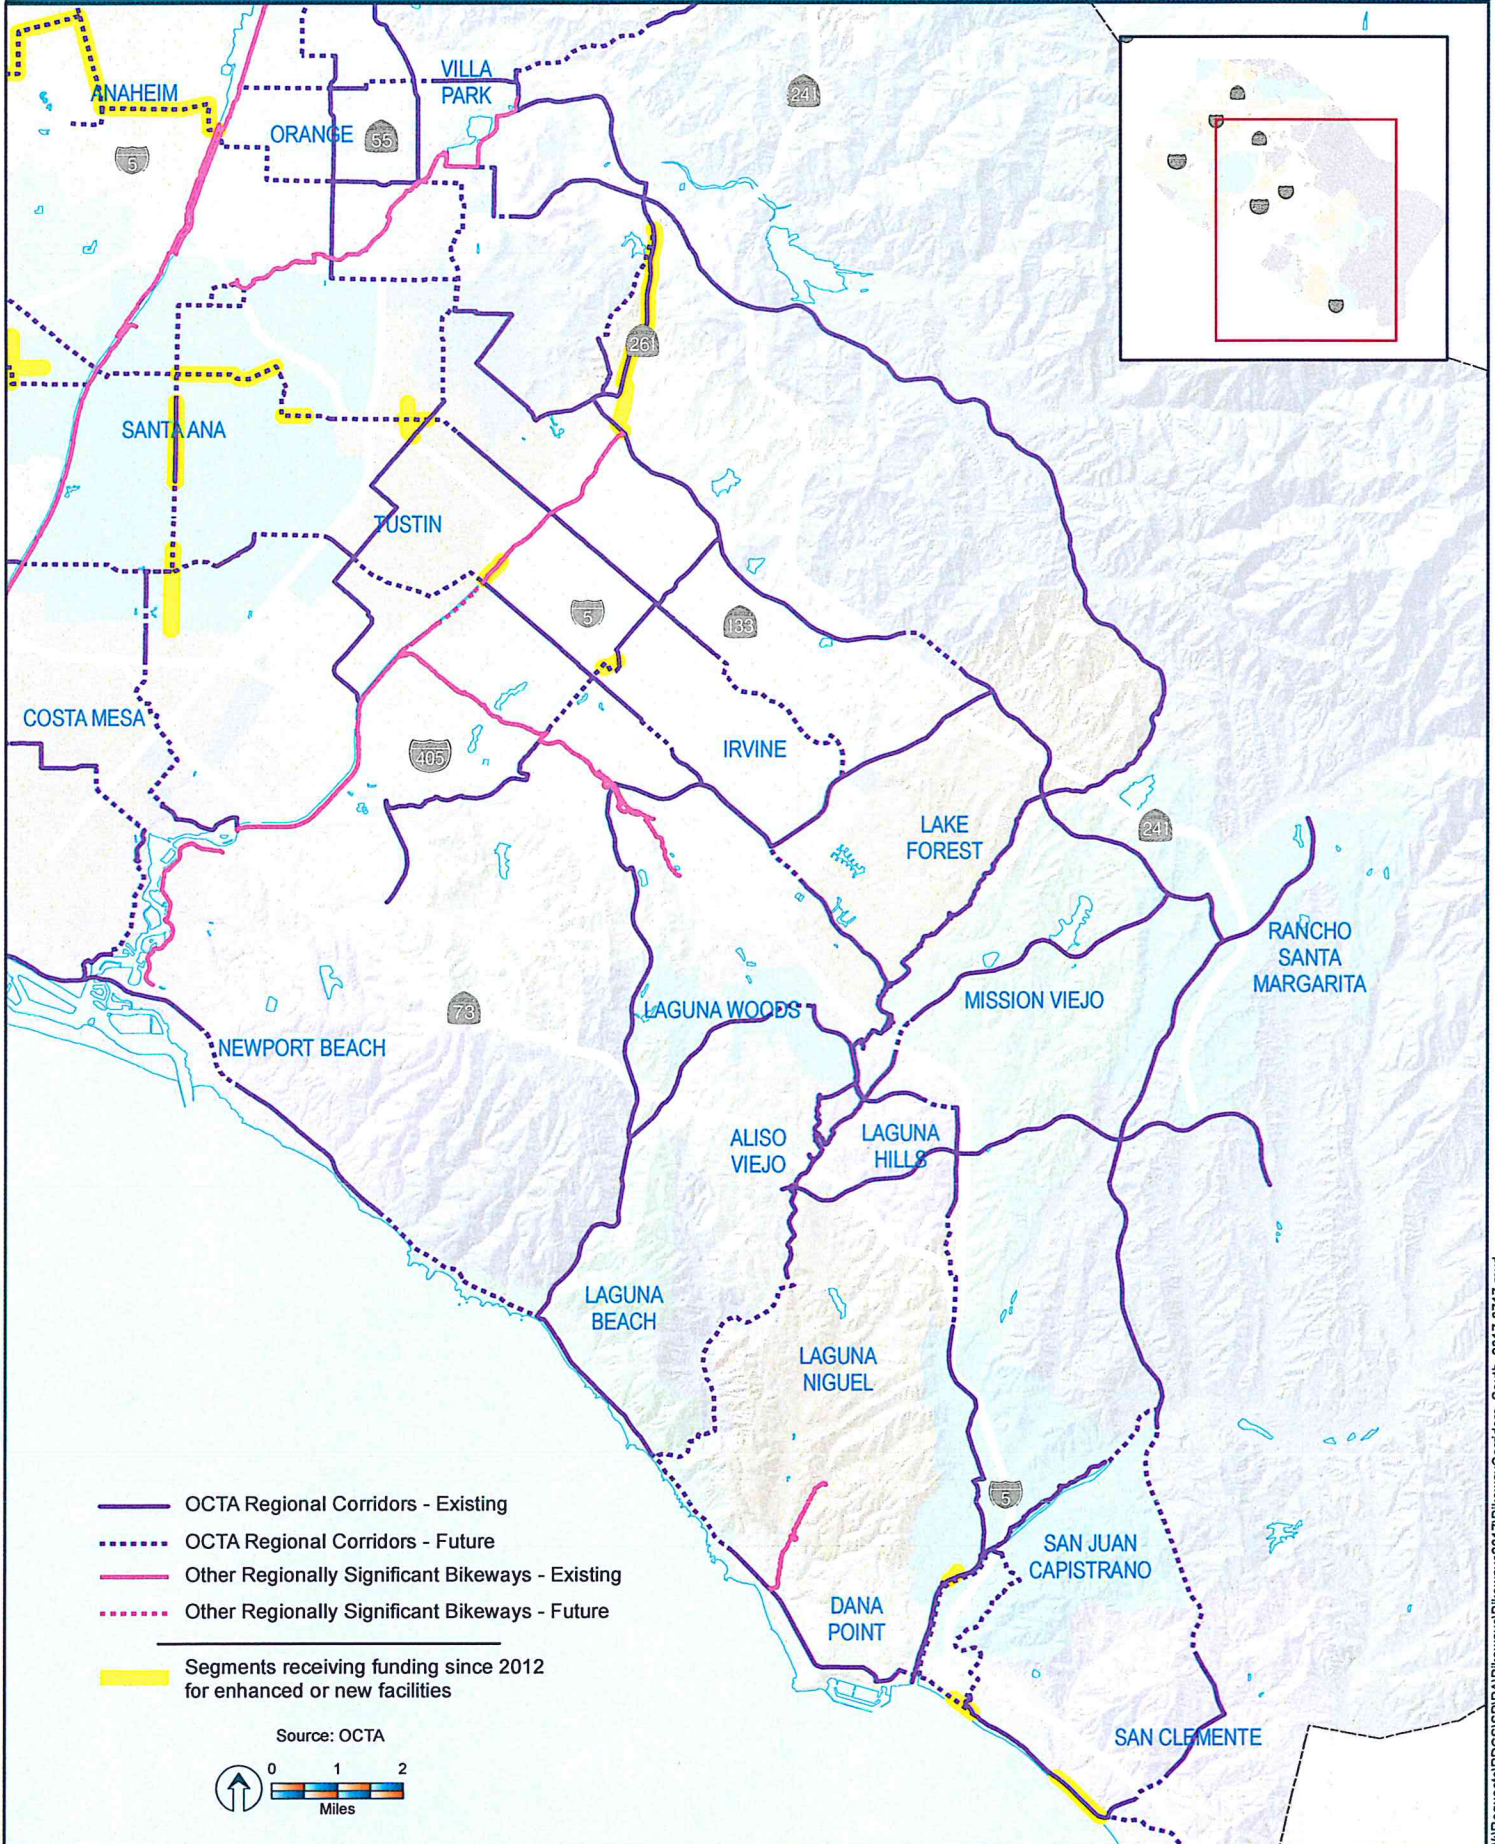 VILLA
PARK
241
ANAHEIM
ORANGE
55
5
261
SANTA ANA
TUSTIN
5
133
COSTA MESA
405
IRVINE
LAKE
FOREST
241
RANCHO
SANTA
MARGARITA
MISSION VIEJO
LAGUNA WOODS
73
NEWPORT BEACH
ALISO
VIEJO
LAGUNA
HILLS
LAGUNA
BEACH
LAGUNA
NIGUEL
5
SAN JUAN
CAPISTRANO
DANA
POINT
SAN CLEMENTE
OCTA Regional Corridors - Existing
OCTA Regional Corridors - Future
Other Regionally Significant Bikeways - Existing
Other Regionally Significant Bikeways - Future
Segments receiving funding since 2012
for enhanced or new facilities
Source: OCTA
0 1 2
Miles